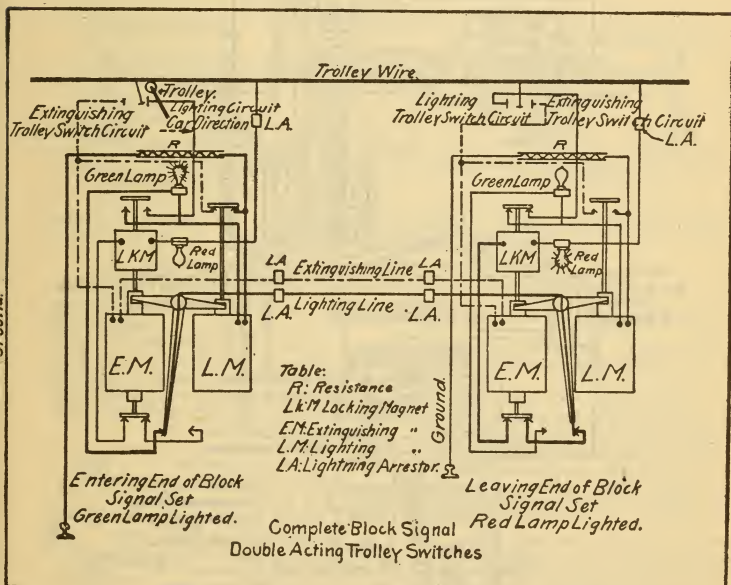 Trolley Wire.
Extinguishing
Trolley Switch Circuit
Trolley.
Lighting Circuit
Car Direction
L.A.
R
Green Lamp
LKM
Red
Lamp
E.M.
L.M.
Lighting
Trolley Switch Circuit
Extinguishing
Trolley Switch Circuit
L.A.
R
Green Lamp
LKM
Red
Lamp
E.M.
L.M.
L.A. Extinguishing Line L.A.
L.A. Lighting Line L.A.
Table:
R: Resistance
Lk:M Locking Magnet
E.M: Extinguishing "
L.M: Lighting "
LA: Lightning Arrestor.
Ground
Ground.
Entering End of Block
Signal Set
Green Lamp Lighted.
Leaving End of Block
Signal Set
Red Lamp Lighted.
Complete Block Signal
Double Acting Trolley Switches